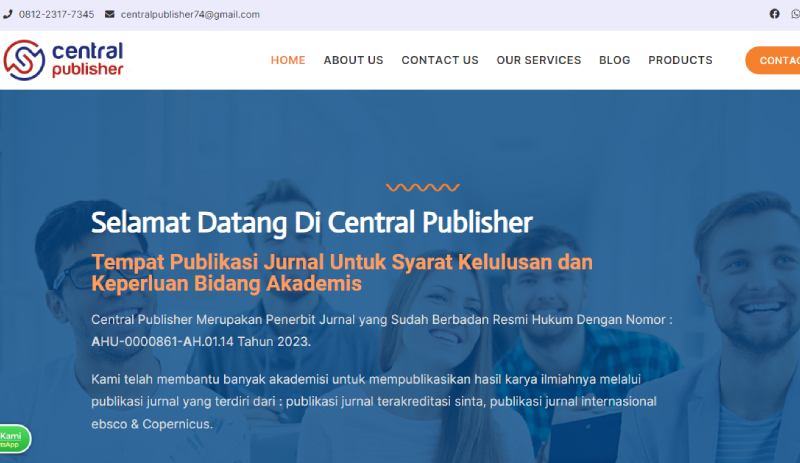 0812-2317-7345 centralpublisher74@gmail.com
central
publisher
HOME ABOUT US CONTACT US OUR SERVICES BLOG PRODUCTS
Selamat Datang Di Central Publisher
Tempat Publikasi Jurnal Untuk Syarat Kelulusan dan
Keperluan Bidang Akademis
Central Publisher Merupakan Penerbit Jurnal yang Sudah Berbadan Resmi Hukum Dengan Nomor :
AHU-0000861-AH.01.14 Tahun 2023.
Kami telah membantu banyak akademisi untuk mempublikasikan hasil karya ilmiahnya melalui
publikasi jurnal yang terdiri dari : publikasi jurnal terakreditasi sinta, publikasi jurnal internasional
ebsco & Copernicus.
Kami